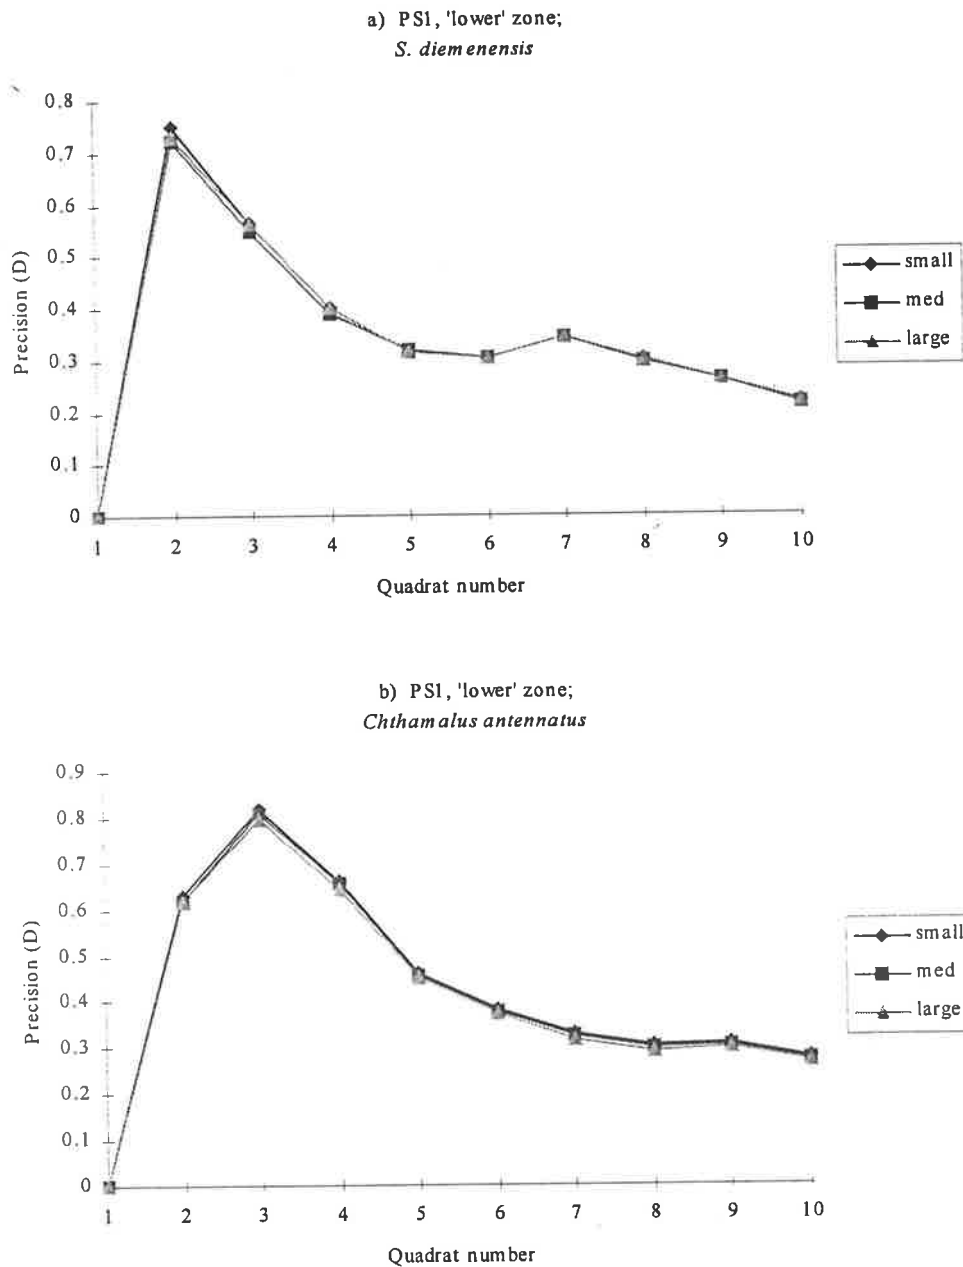 a) PS1, 'lower' zone;
S. diemenensis
0.8
0.7
0.6
0.5
0.4
0.3
0.2
0.1
0
Precision (D)
1 2 3 4 5 6 7 8 9 10
Quadrat number
small
med
large
b) PS1, 'lower' zone;
Chthamalus antennatus
0.9
0.8
0.7
0.6
0.5
0.4
0.3
0.2
0.1
0
Precision (D)
1 2 3 4 5 6 7 8 9 10
Quadrat number
small
med
large